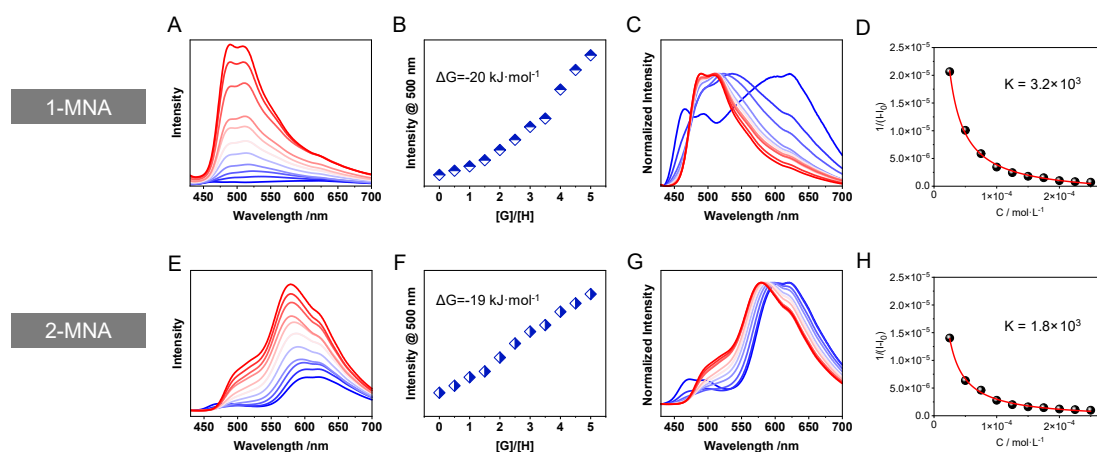 1-MNA
A
Intensity
450 500 550 600 650 700
Wavelength /nm
B
Intensity @ 500 nm
ΔG=-20 kJ·mol⁻¹
0 1 2 3 4 5
[G]/[H]
C
Normalized Intensity
450 500 550 600 650 700
Wavelength /nm
D
1/(I-I₀)
2.5×10⁻⁵
2.0×10⁻⁵
1.5×10⁻⁵
1.0×10⁻⁵
5.0×10⁻⁶
0.0
K = 3.2×10³
0 1×10⁻⁴ 2×10⁻⁴
C / mol·L⁻¹
2-MNA
E
Intensity
450 500 550 600 650 700
Wavelength /nm
F
Intensity @ 500 nm
ΔG=-19 kJ·mol⁻¹
0 1 2 3 4 5
[G]/[H]
G
Normalized Intensity
450 500 550 600 650 700
Wavelength /nm
H
1/(I-I₀)
2.5×10⁻⁵
2.0×10⁻⁵
1.5×10⁻⁵
1.0×10⁻⁵
5.0×10⁻⁶
0.0
K = 1.8×10³
0 1×10⁻⁴ 2×10⁻⁴
C / mol·L⁻¹